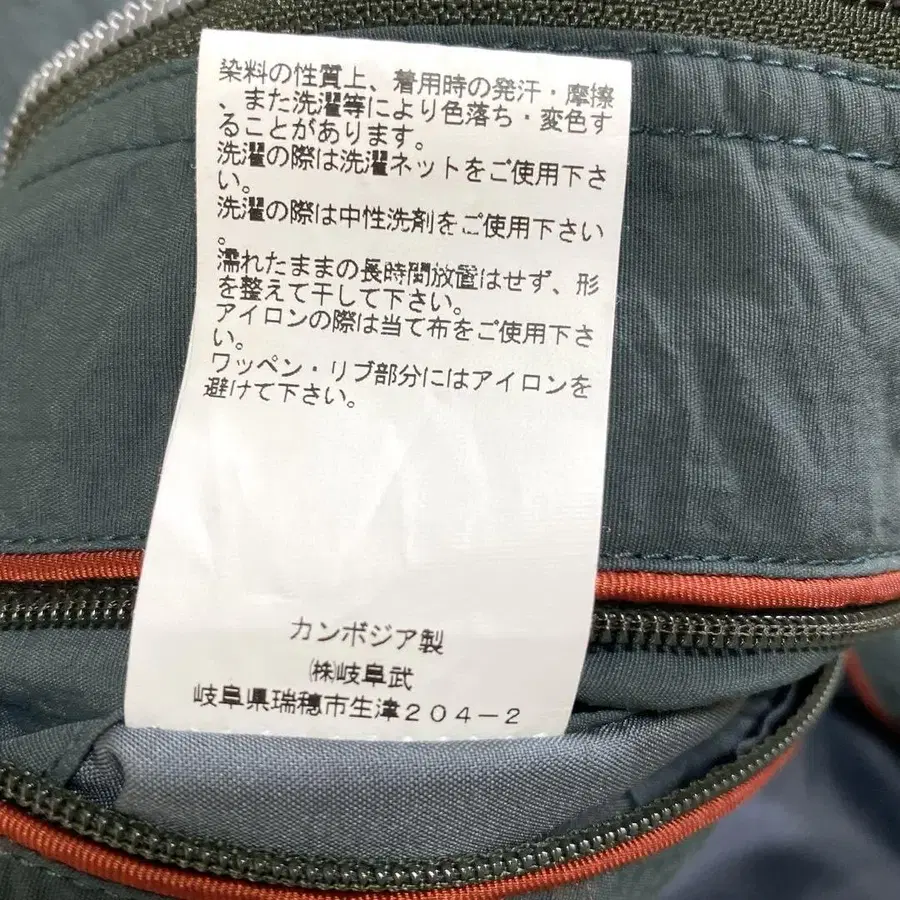 染料の性質上、着用時の発汗・摩擦
、また洗濯等により色落ち・変色す
ることがあります。
洗濯の際は洗濯ネットをご使用下さ
い。
洗濯の際は中性洗剤をご使用下さい
。
濡れたままの長時間放置はせず、形
を整えて干して下さい。
アイロンの際は当て布をご使用下さ
い。
ワッペン・リブ部分にはアイロンを
避けて下さい。
カンボジア製
㈱岐阜武
岐阜県瑞穂市生津２０４－２